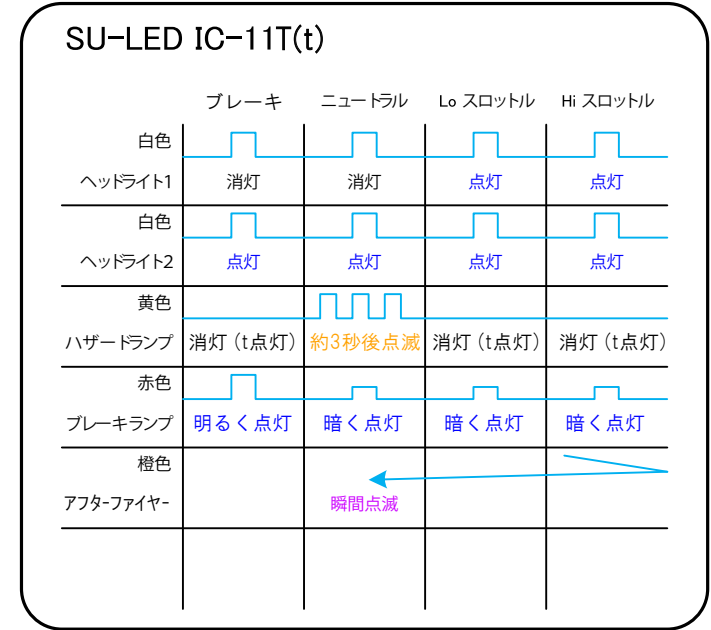 SU-LED IC-11T(t)
ブレーキ ニュートラル Lo スロットル Hi スロットル
白色
ヘッドライト1 消灯 消灯 点灯 点灯
白色
ヘッドライト2 点灯 点灯 点灯 点灯
黄色
ハザードランプ 消灯(t点灯) 約3秒後点滅 消灯(t点灯) 消灯(t点灯)
赤色
ブレーキランプ 明るく点灯 暗く点灯 暗く点灯 暗く点灯
橙色
アフターファイヤー 瞬間点滅